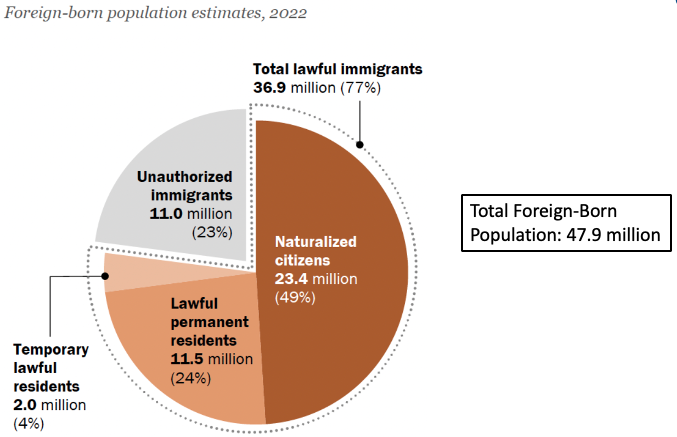 Foreign-born population estimates, 2022
Total lawful immigrants
36.9 million (77%)
Unauthorized
immigrants
11.0 million
(23%)
Naturalized
citizens
23.4 million
(49%)
Total Foreign-Born
Population: 47.9 million
Lawful
permanent
residents
11.5 million
(24%)
Temporary
lawful
residents
2.0 million
(4%)